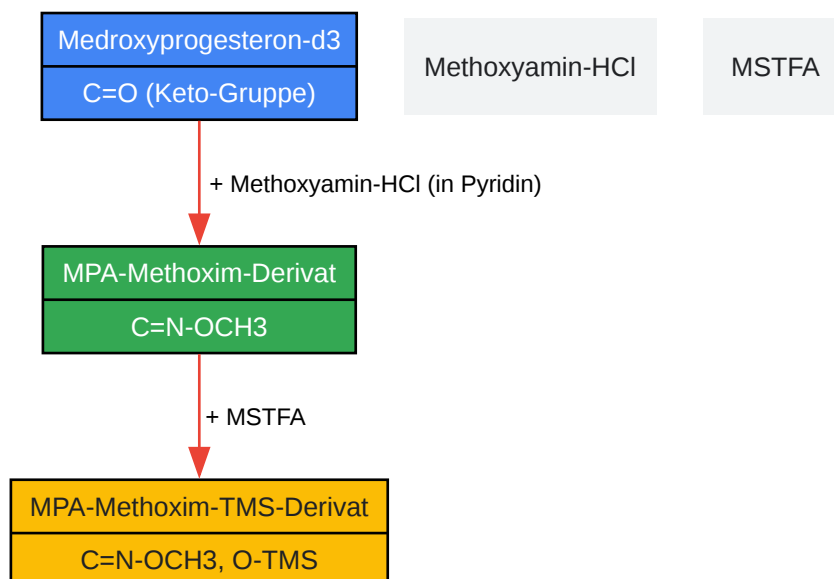 Medroxyprogesteron-d3
C=O (Keto-Gruppe)
Methoxyamin-HCl
MSTFA
+ Methoxyamin-HCl (in Pyridin)
MPA-Methoxim-Derivat
C=N-OCH3
+ MSTFA
MPA-Methoxim-TMS-Derivat
C=N-OCH3, O-TMS